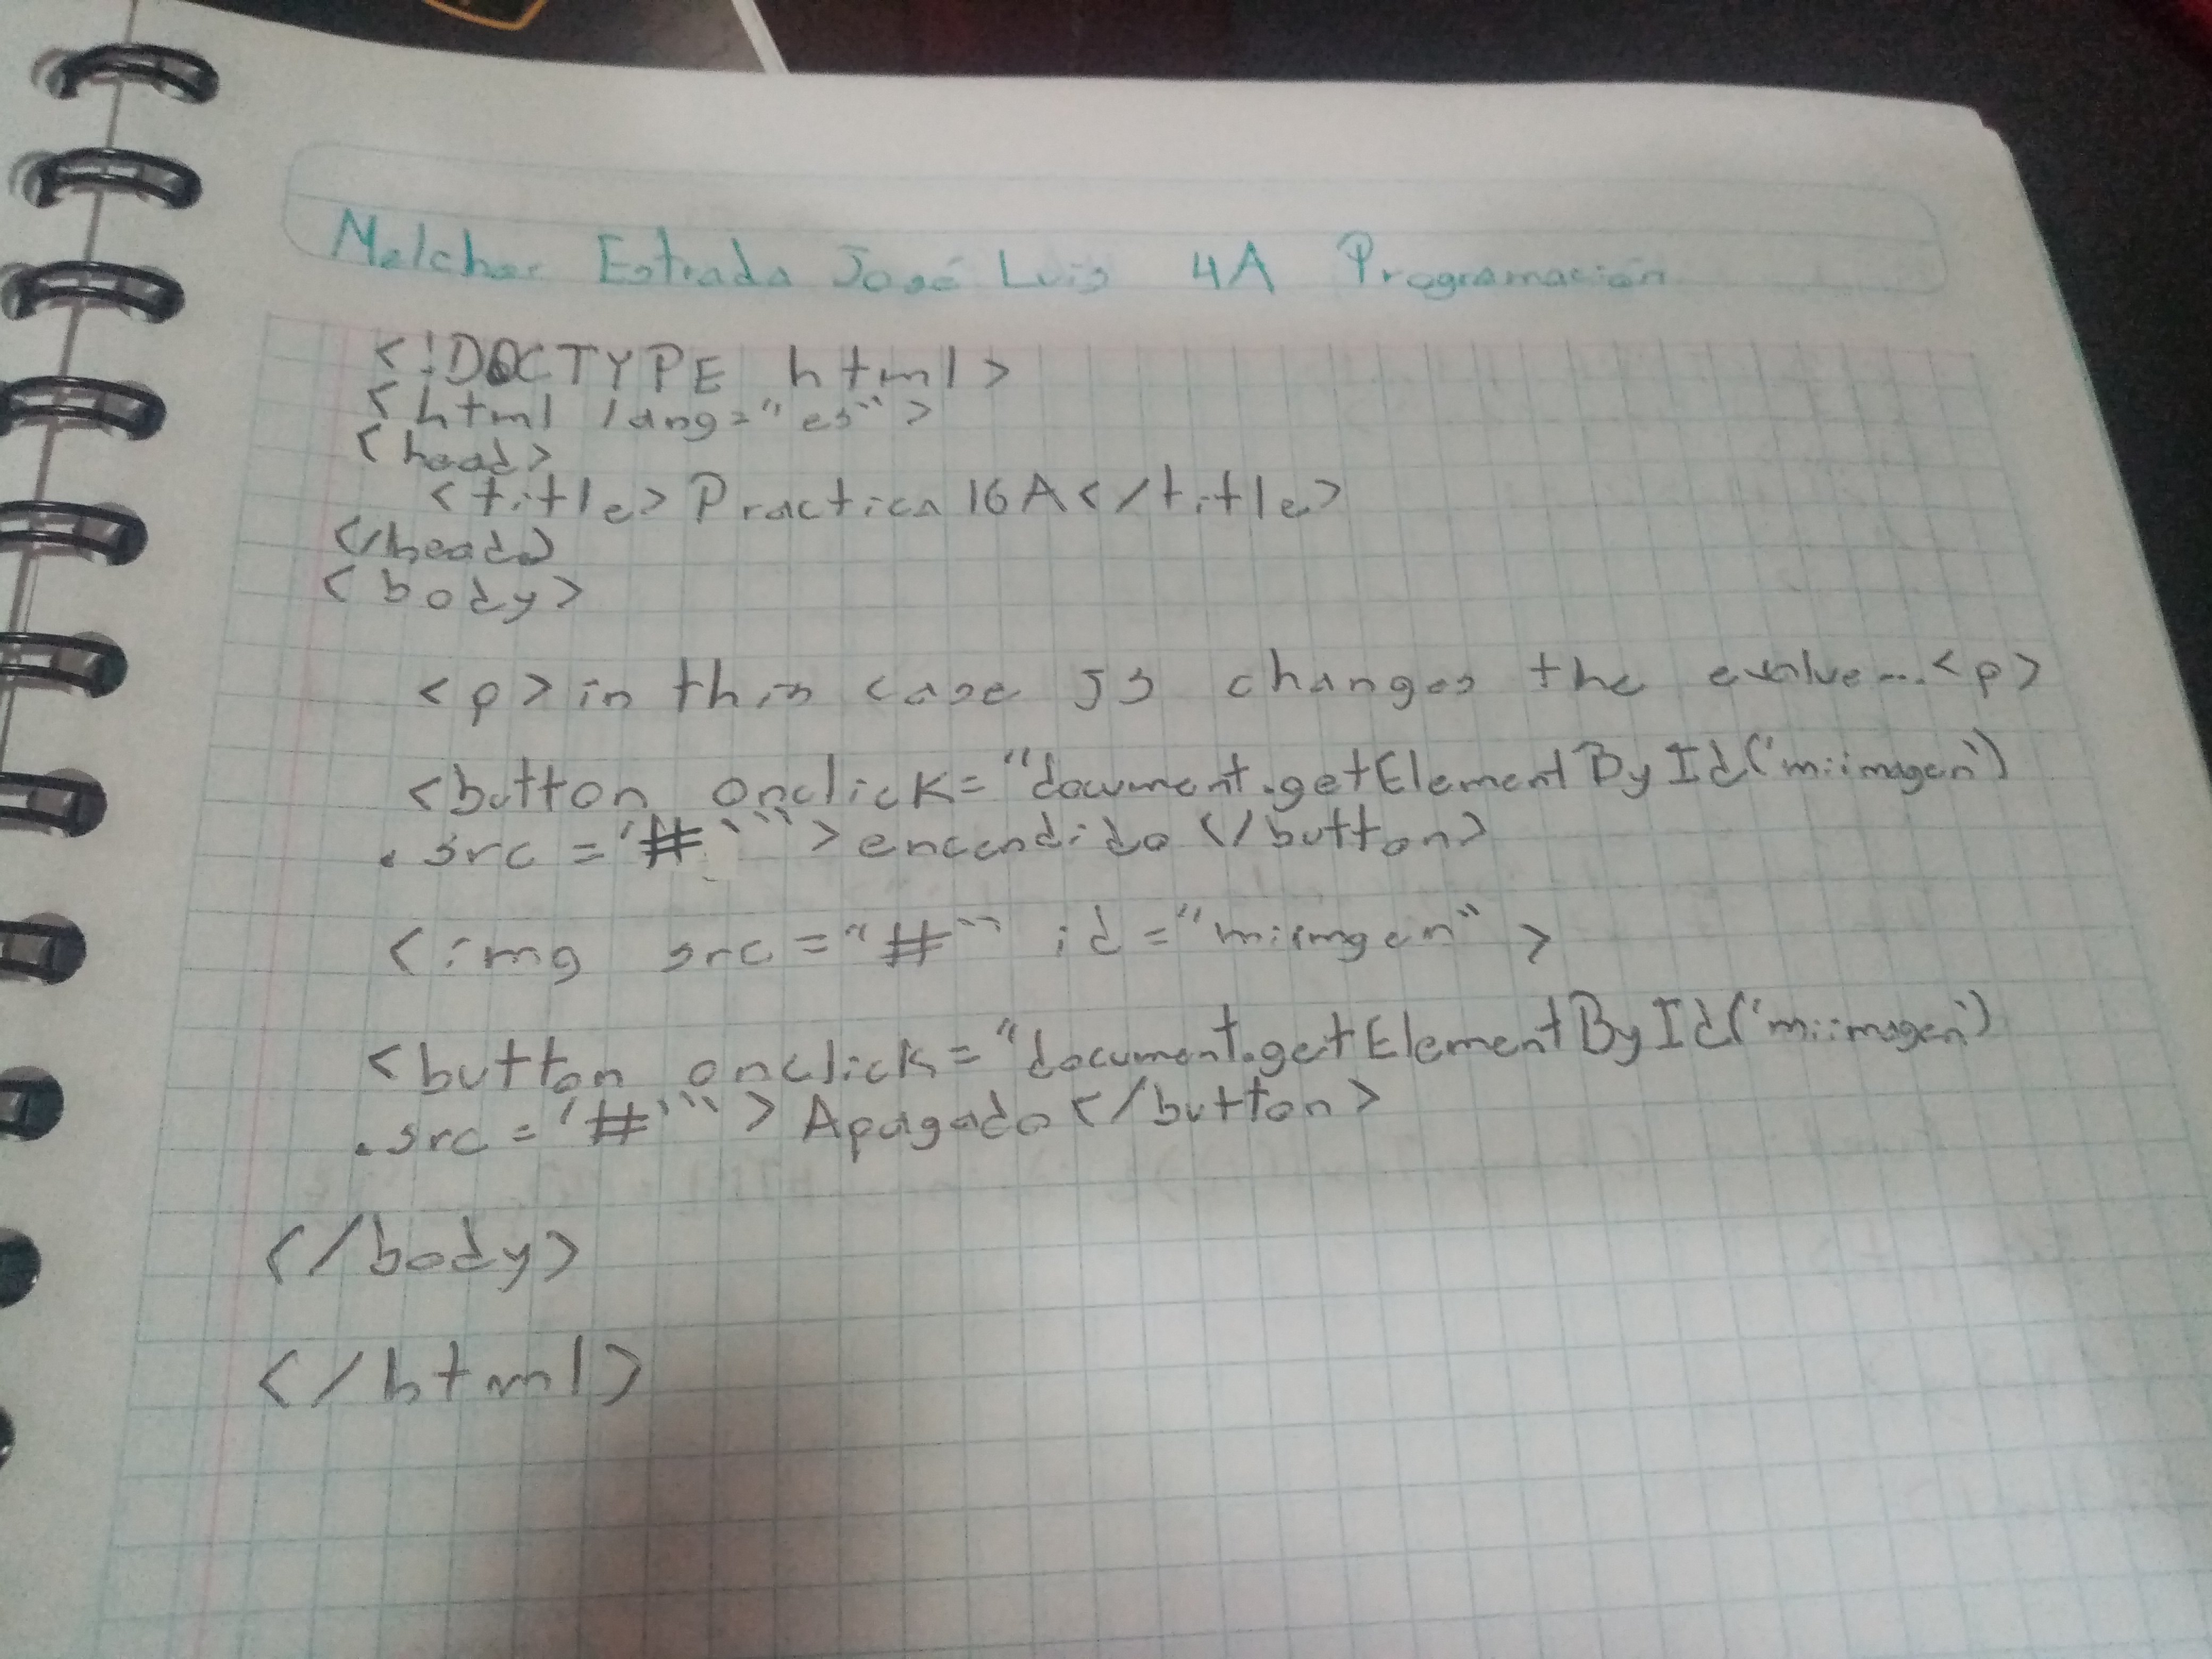 Melchor Estrada José Luis 4A Programación
<!DOCTYPE html>
<html lang="es">
<head>
<title>Practica 16A</title>
</head>
<body>
<p>in this case js changes the ...<p>
<button onclick="document.getElementById('miimagen')
.src='#'">encendido</button>
<img src="#" id="miimgen">
<button onclick="document.getElementById('miimagen')
.src='#'">Apagado</button>
</body>
</html>